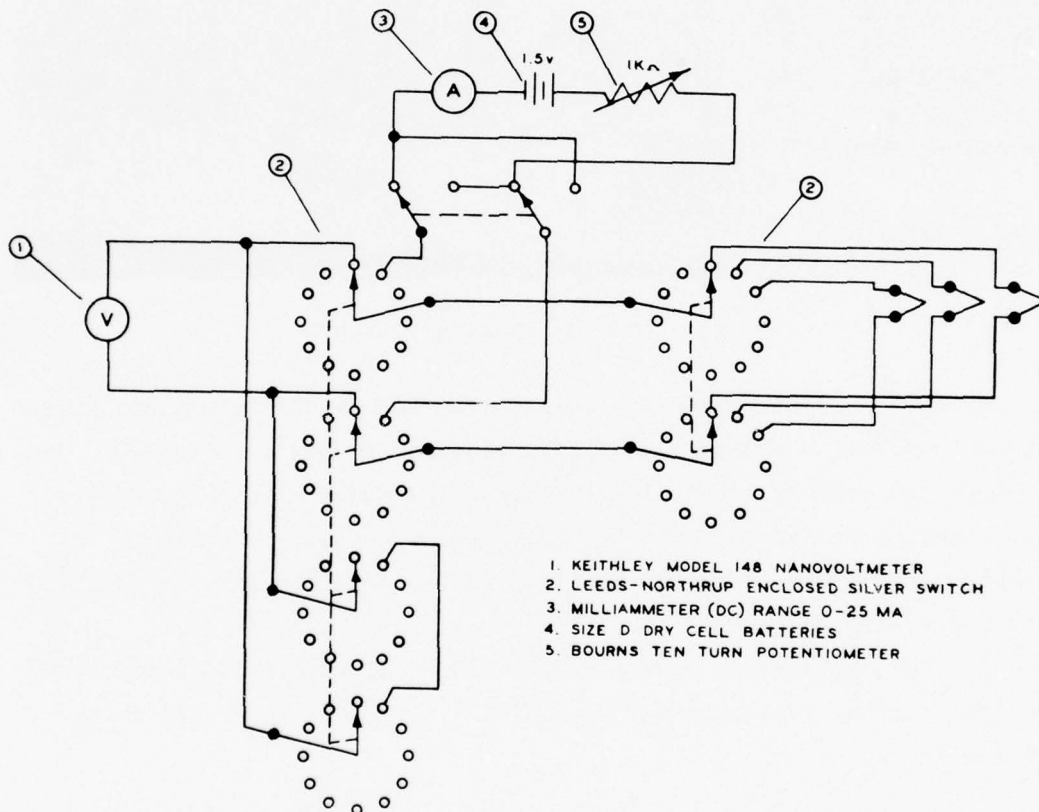 3
4
5
1.5v
1KΩ
A
2
2
1
V
1. KEITHLEY MODEL 148 NANOVOLTMETER
2. LEEDS-NORTHRUP ENCLOSED SILVER SWITCH
3. MILLIAMMETER (DC) RANGE 0-25 MA
4. SIZE D DRY CELL BATTERIES
5. BOURNS TEN TURN POTENTIOMETER